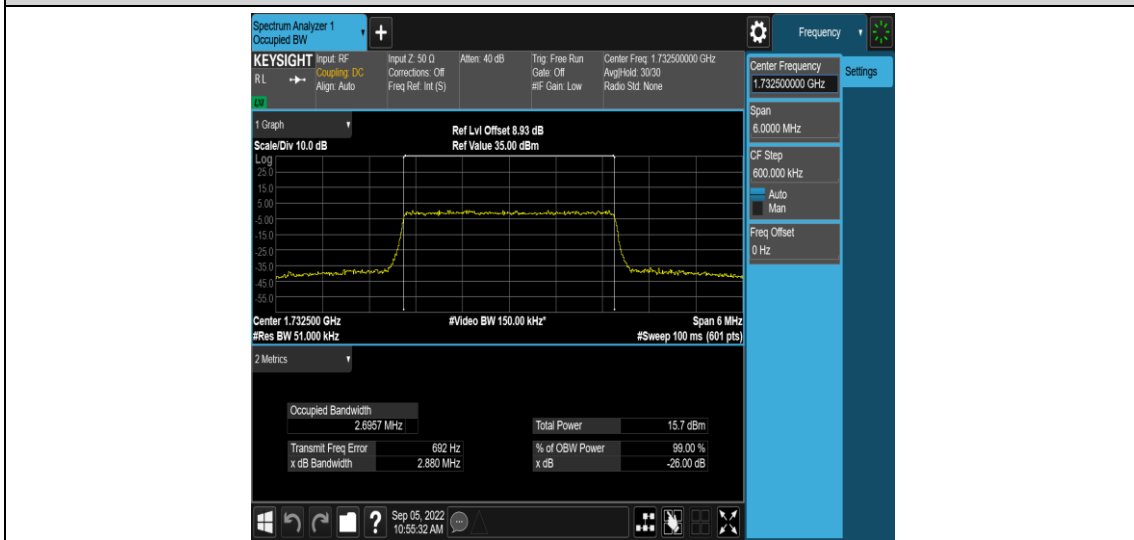 Spectrum Analyzer 1
Occupied BW
Frequency
KEYSIGHT
RL
LNI
Input: RF
Coupling: DC
Align: Auto
Input Z: 50 Ω
Corrections: Off
Freq Ref: Int (S)
Atten: 40 dB
Trig: Free Run
Gate: Off
#IF Gain: Low
Center Freq: 1.732500000 GHz
Avg|Hold: 30/30
Radio Std: None
Center Frequency
1.732500000 GHz
Settings
Span
6.0000 MHz
CF Step
600.000 kHz
Auto
Man
Freq Offset
0 Hz
1 Graph
Scale/Div 10.0 dB
Ref Lvl Offset 8.93 dB
Ref Value 35.00 dBm
Log
25.0
15.0
5.00
-5.00
-15.0
-25.0
-35.0
-45.0
-55.0
Center 1.732500 GHz
#Video BW 150.00 kHz*
Span 6 MHz
#Res BW 51.000 kHz
#Sweep 100 ms (601 pts)
2 Metrics
Occupied Bandwidth
2.6957 MHz
Total Power 15.7 dBm
Transmit Freq Error 692 Hz
% of OBW Power 99.00 %
x dB Bandwidth 2.880 MHz
x dB -26.00 dB
?
Sep 05, 2022
10:55:32 AM